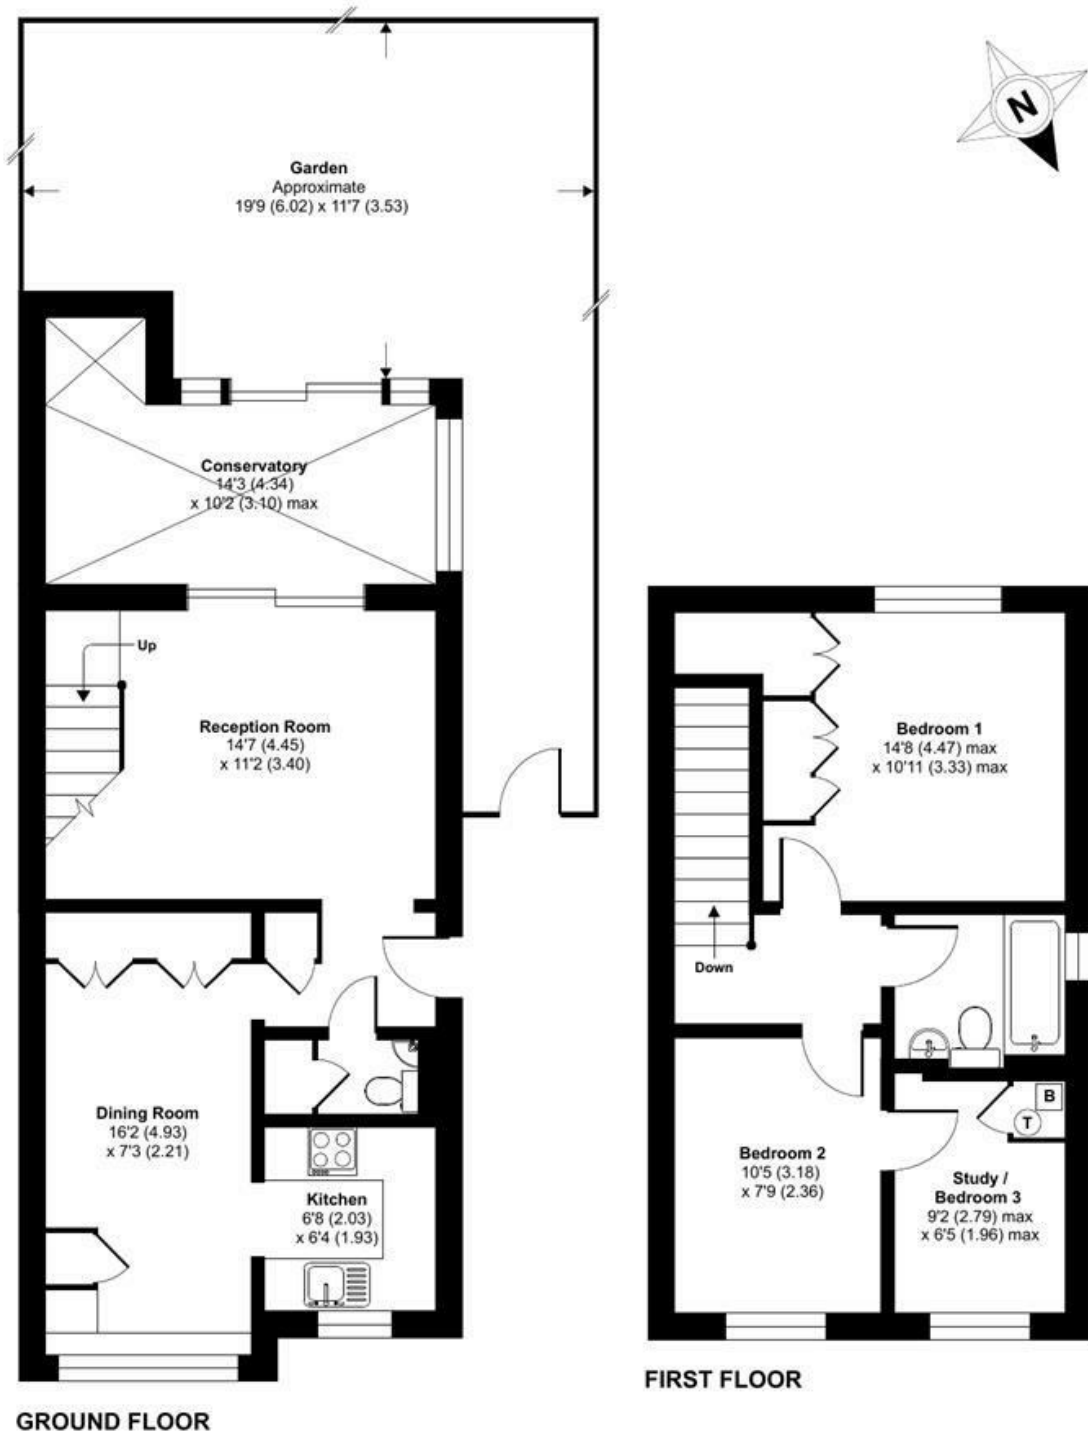 N
Garden
Approximate
19'9 (6.02) x 11'7 (3.53)
Conservatory
14'3 (4.34)
x 10'2 (3.10) max
Up
Reception Room
14'7 (4.45)
x 11'2 (3.40)
Bedroom 1
14'8 (4.47) max
x 10'11 (3.33) max
Down
Dining Room
16'2 (4.93)
x 7'3 (2.21)
Kitchen
6'8 (2.03)
x 6'4 (1.93)
B
T
Bedroom 2
10'5 (3.18)
x 7'9 (2.36)
Study /
Bedroom 3
9'2 (2.79) max
x 6'5 (1.96) max
FIRST FLOOR
GROUND FLOOR